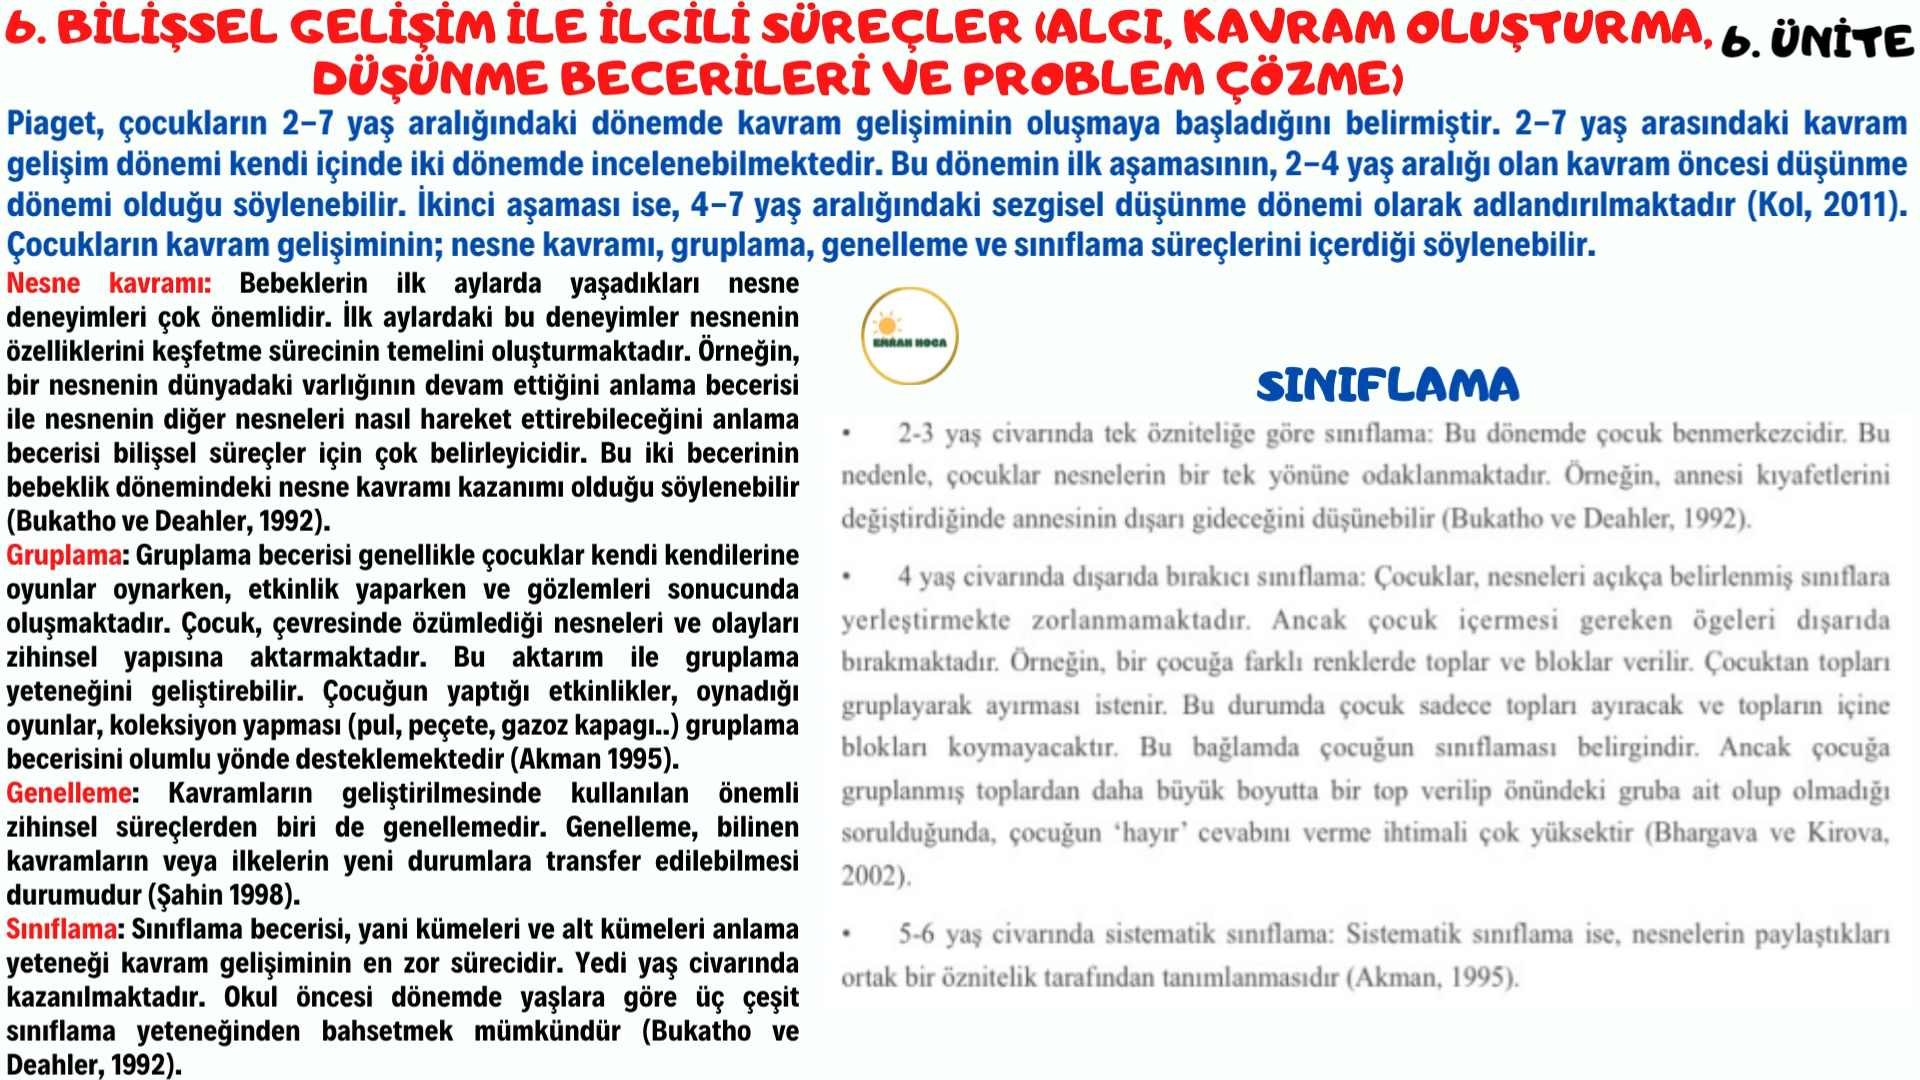 6. BİLİŞSEL GELİŞİM İLE İLGİLİ SÜREÇLER (ALGI, KAVRAM OLUŞTURMA,
DÜŞÜNME BECERİLERİ VE PROBLEM ÇÖZME)
6. ÜNİTE
Piaget, çocukların 2–7 yaş aralığındaki dönemde kavram gelişiminin oluşmaya başladığını belirmiştir. 2–7 yaş arasındaki kavram
gelişim dönemi kendi içinde iki dönemde incelenebilmektedir. Bu dönemin ilk aşamasının, 2–4 yaş aralığı olan kavram öncesi düşünme
dönemi olduğu söylenebilir. İkinci aşaması ise, 4–7 yaş aralığındaki sezgisel düşünme dönemi olarak adlandırılmaktadır (Kol, 2011).
Çocukların kavram gelişiminin; nesne kavramı, gruplama, genelleme ve sınıflama süreçlerini içerdiği söylenebilir.
Nesne kavramı: Bebeklerin ilk aylarda yaşadıkları nesne
deneyimleri çok önemlidir. İlk aylardaki bu deneyimler nesnenin
özelliklerini keşfetme sürecinin temelini oluşturmaktadır. Örneğin,
bir nesnenin dünyadaki varlığının devam ettiğini anlama becerisi
ile nesnenin diğer nesneleri nasıl hareket ettirebileceğini anlama
becerisi bilişsel süreçler için çok belirleyicidir. Bu iki becerinin
bebeklik dönemindeki nesne kavramı kazanımı olduğu söylenebilir
(Bukatho ve Deahler, 1992).
Gruplama: Gruplama becerisi genellikle çocuklar kendi kendilerine
oyunlar oynarken, etkinlik yaparken ve gözlemleri sonucunda
oluşmaktadır. Çocuk, çevresinde özümlediği nesneleri ve olayları
zihinsel yapısına aktarmaktadır. Bu aktarım ile gruplama
yeteneğini geliştirebilir. Çocuğun yaptığı etkinlikler, oynadığı
oyunlar, koleksiyon yapması (pul, peçete, gazoz kapagı..) gruplama
becerisini olumlu yönde desteklemektedir (Akman 1995).
Genelleme: Kavramların geliştirilmesinde kullanılan önemli
zihinsel süreçlerden biri de genellemedir. Genelleme, bilinen
kavramların veya ilkelerin yeni durumlara transfer edilebilmesi
durumudur (Şahin 1998).
Sınıflama: Sınıflama becerisi, yani kümeleri ve alt kümeleri anlama
yeteneği kavram gelişiminin en zor sürecidir. Yedi yaş civarında
kazanılmaktadır. Okul öncesi dönemde yaşlara göre üç çeşit
sınıflama yeteneğinden bahsetmek mümkündür (Bukatho ve
Deahler, 1992).
EMRAH HOCA
SINIFLAMA
• 2-3 yaş civarında tek özniteliğe göre sınıflama: Bu dönemde çocuk benmerkezcidir. Bu
nedenle, çocuklar nesnelerin bir tek yönüne odaklanmaktadır. Örneğin, annesi kıyafetlerini
değiştirdiğinde annesinin dışarı gideceğini düşünebilir (Bukatho ve Deahler, 1992).
• 4 yaş civarında dışarıda bırakıcı sınıflama: Çocuklar, nesneleri açıkça belirlenmiş sınıflara
yerleştirmekte zorlanmamaktadır. Ancak çocuk içermesi gereken ögeleri dışarıda
bırakmaktadır. Örneğin, bir çocuğa farklı renklerde toplar ve bloklar verilir. Çocuktan topları
gruplayarak ayırması istenir. Bu durumda çocuk sadece topları ayıracak ve topların içine
blokları koymayacaktır. Bu bağlamda çocuğun sınıflaması belirgindir. Ancak çocuğa
gruplanmış toplardan daha büyük boyutta bir top verilip önündeki gruba ait olup olmadığı
sorulduğunda, çocuğun ‘hayır’ cevabını verme ihtimali çok yüksektir (Bhargava ve Kirova,
2002).
• 5-6 yaş civarında sistematik sınıflama: Sistematik sınıflama ise, nesnelerin paylaştıkları
ortak bir öznitelik tarafından tanımlanmasıdır (Akman, 1995).